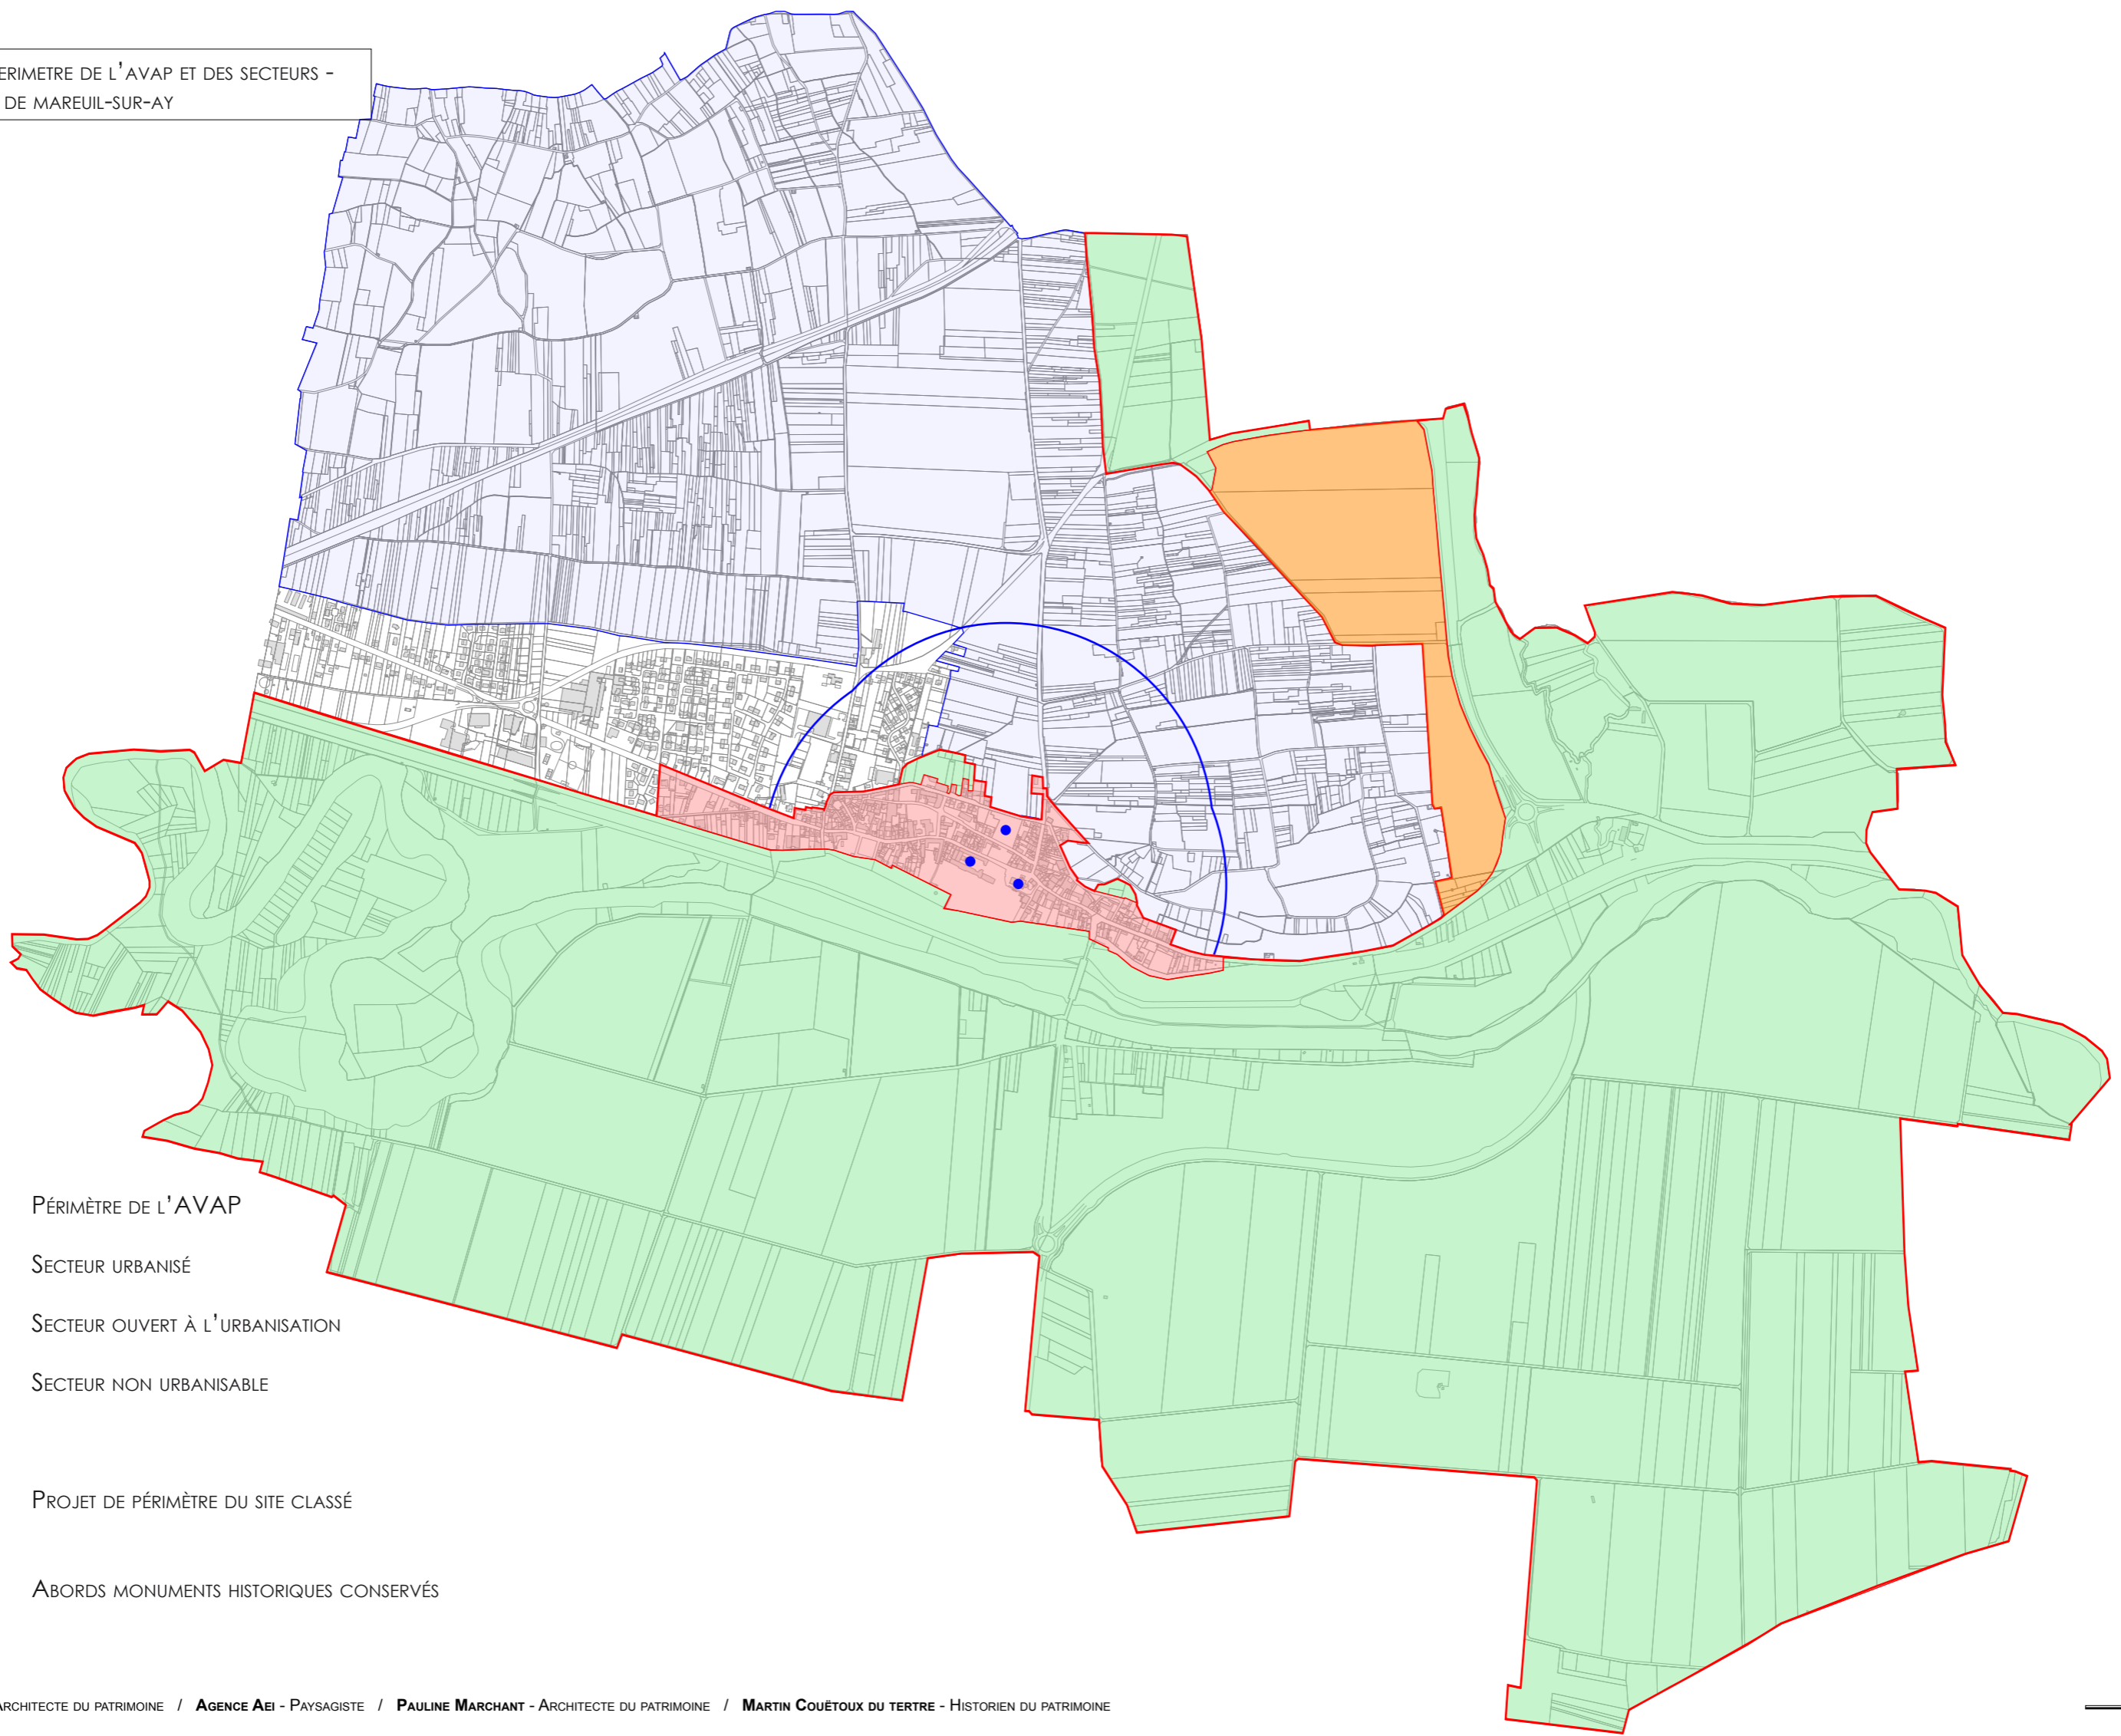 ERIMETRE DE L'AVAP ET DES SECTEURS -
DE MAREUIL-SUR-AY
PÉRIMÈTRE DE L'AVAP
SECTEUR URBANISÉ
SECTEUR OUVERT À L'URBANISATION
SECTEUR NON URBANISABLE
PROJET DE PÉRIMÈTRE DU SITE CLASSÉ
ABORDS MONUMENTS HISTORIQUES CONSERVÉS
ARCHITECTE DU PATRIMOINE / AGENCE AEI - PAYSAGISTE / PAULINE MARCHANT - ARCHITECTE DU PATRIMOINE / MARTIN COUËTOUX DU TERTRE - HISTORIEN DU PATRIMOINE